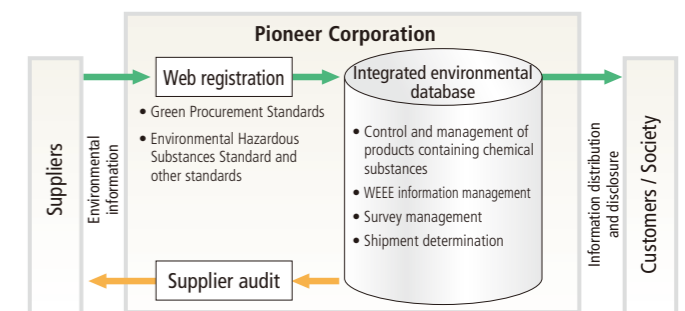 Pioneer Corporation
Suppliers
Environmental
information
Web registration
• Green Procurement Standards
• Environmental Hazardous
Substances Standard and
other standards
Supplier audit
Integrated environmental
database
• Control and management of
products containing chemical
substances
• WEEE information management
• Survey management
• Shipment determination
Information distribution
and disclosure
Customers / Society